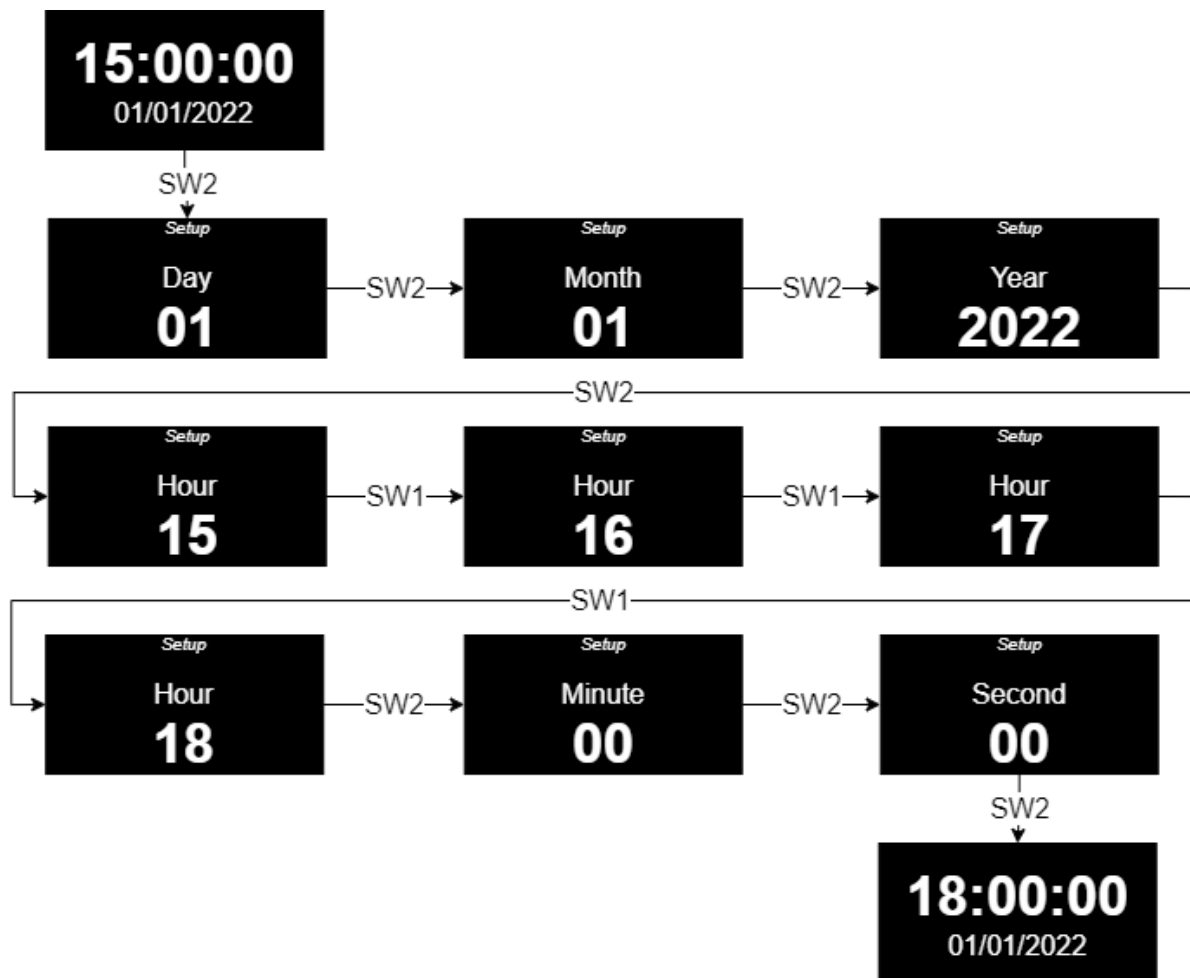 15:00:00
01/01/2022
SW2
Setup
Day
01
SW2
Setup
Month
01
SW2
Setup
Year
2022
SW2
Setup
Hour
15
SW1
Setup
Hour
16
SW1
Setup
Hour
17
SW1
Setup
Hour
18
SW2
Setup
Minute
00
SW2
Setup
Second
00
SW2
18:00:00
01/01/2022